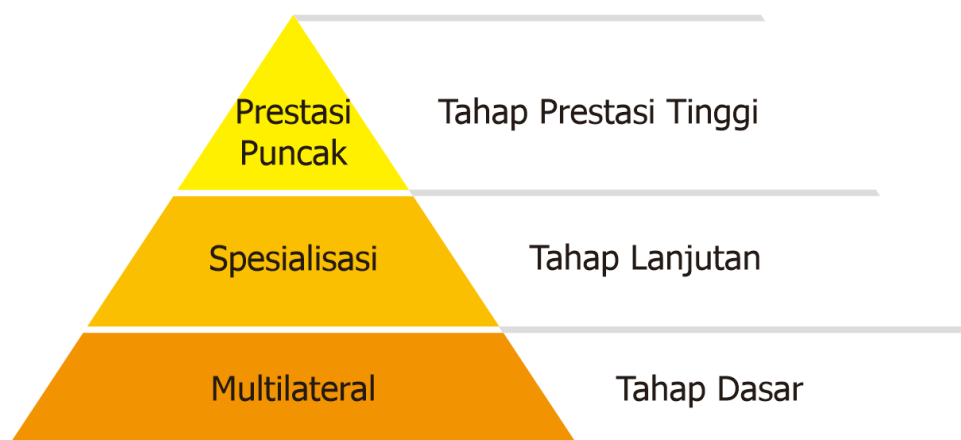 Prestasi
Puncak
Tahap Prestasi Tinggi
Spesialisasi
Tahap Lanjutan
Multilateral
Tahap Dasar